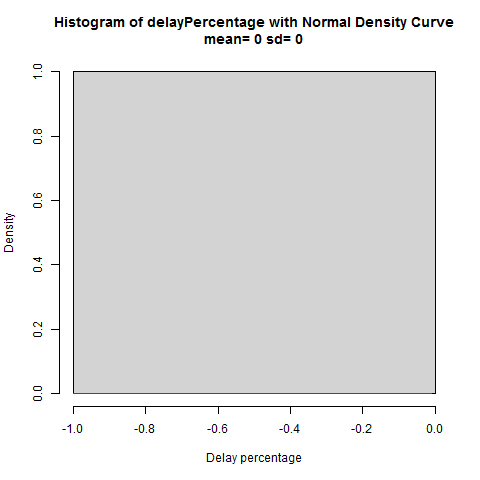 Histogram of delayPercentage with Normal Density Curve
mean= 0 sd= 0
Density
1.0
0.8
0.6
0.4
0.2
0.0
-1.0 -0.8 -0.6 -0.4 -0.2 0.0
Delay percentage